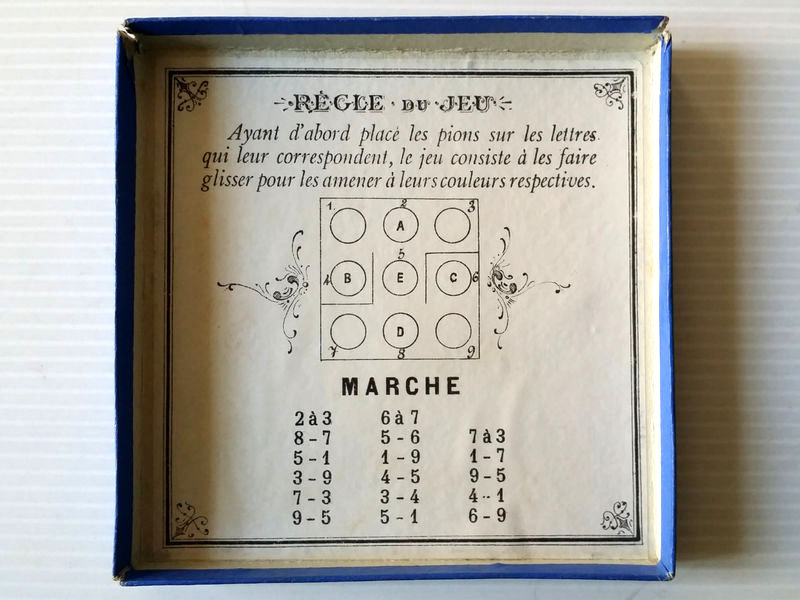 RÈGLE DU JEU
Ayant d'abord placé les pions sur les lettres
qui leur correspondent, le jeu consiste à les faire
glisser pour les amener à leurs couleurs respectives.
1 2 3
A
5
4 B E C 6
D
7 8 9
MARCHE
2 à 3 6 à 7
8 - 7 5 - 6 7 à 3
5 - 1 1 - 9 1 - 7
3 - 9 4 - 5 9 - 5
7 - 3 3 - 4 4 - 1
9 - 5 5 - 1 6 - 9